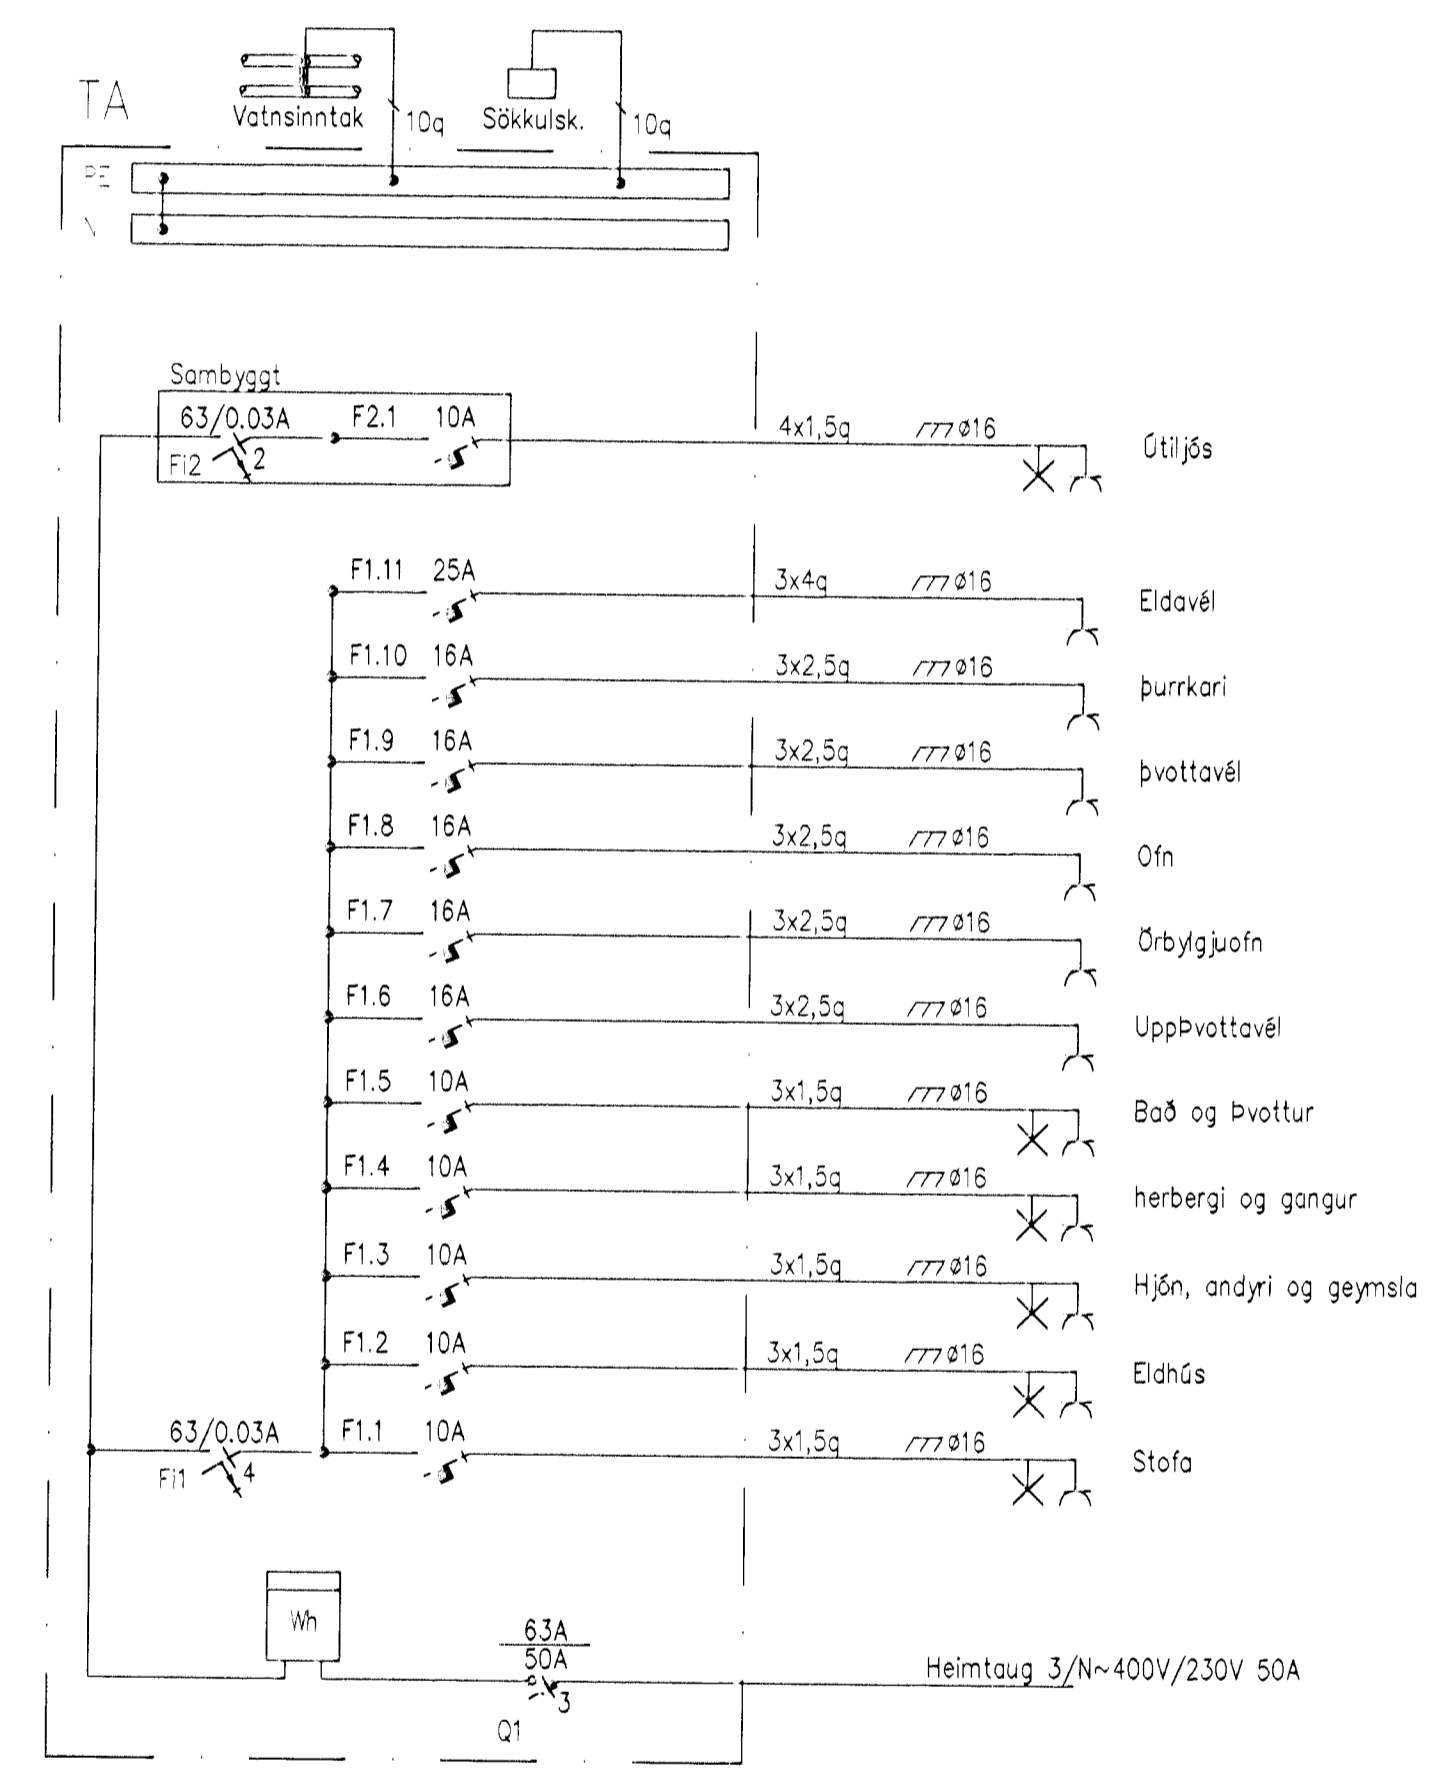 TA
Vatnsinntak 10q Sökkulsk. 10q
PE
N
Sambyggt
63/0.03A F2.1 10A 4x1,5q ø16 Útiljós
Fi2 2
F1.11 25A 3x4q ø16 Eldavél
F1.10 16A 3x2,5q ø16 þurrkari
F1.9 16A 3x2,5q ø16 þvottavél
F1.8 16A 3x2,5q ø16 Ofn
F1.7 16A 3x2,5q ø16 Örbylgjuofn
F1.6 16A 3x2,5q ø16 UppÞvottavél
F1.5 10A 3x1,5q ø16 Bað og Þvottur
F1.4 10A 3x1,5q ø16 herbergi og gangur
F1.3 10A 3x1,5q ø16 Hjón, andyri og geymsla
F1.2 10A 3x1,5q ø16 Eldhús
63/0.03A F1.1 10A 3x1,5q ø16 Stofa
Fi1 4
Wh
63A
50A
3
Heimtaug 3/N~400V/230V 50A
Q1